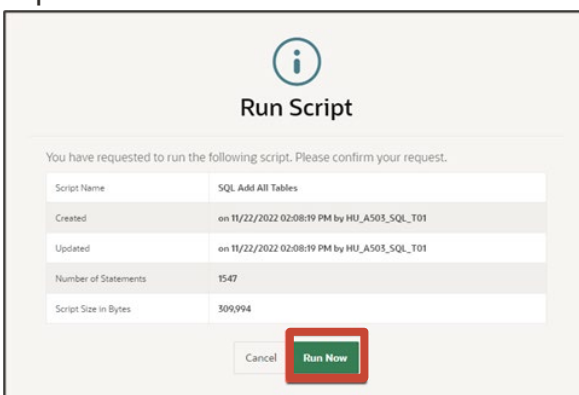 Run Script
You have requested to run the following script. Please confirm your request.
Script Name SQL Add All Tables
Created on 11/22/2022 02:08:19 PM by HU_A503_SQL_T01
Updated on 11/22/2022 02:08:19 PM by HU_A503_SQL_T01
Number of Statements 1547
Script Size in Bytes 309,994
Cancel Run Now